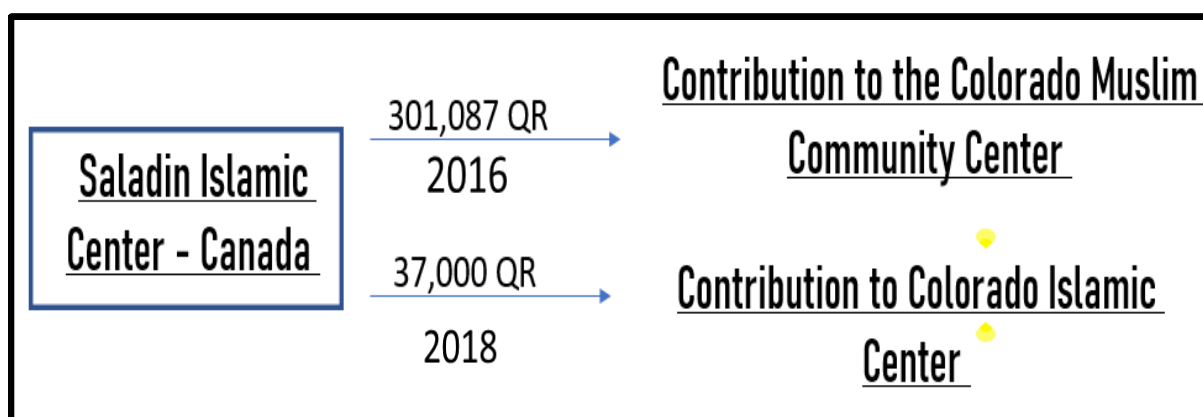 Saladin Islamic
Center - Canada
301,087 QR
2016
Contribution to the Colorado Muslim
Community Center
37,000 QR
2018
Contribution to Colorado Islamic
Center